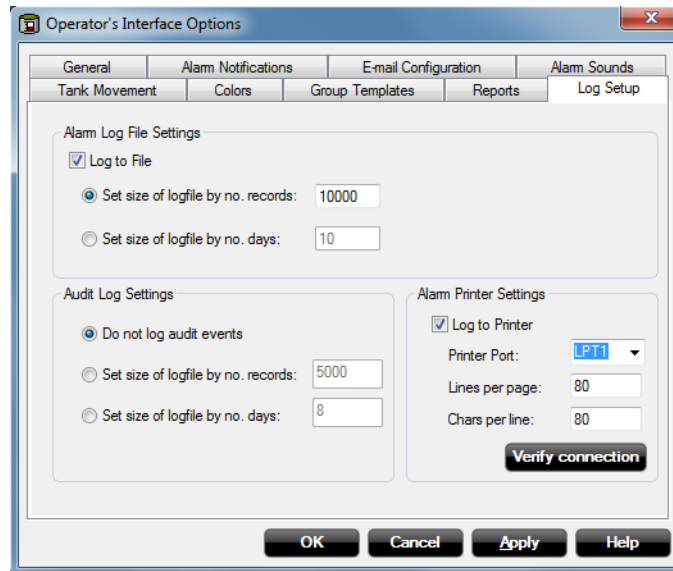 Operator's Interface Options
x
General Alarm Notifications E-mail Configuration Alarm Sounds
Tank Movement Colors Group Templates Reports Log Setup
Alarm Log File Settings
Log to File
Set size of logfile by no. records: 10000
Set size of logfile by no. days: 10
Audit Log Settings
Do not log audit events
Set size of logfile by no. records: 5000
Set size of logfile by no. days: 8
Alarm Printer Settings
Log to Printer
Printer Port: LPT1
Lines per page: 80
Chars per line: 80
Verify connection
OK Cancel Apply Help